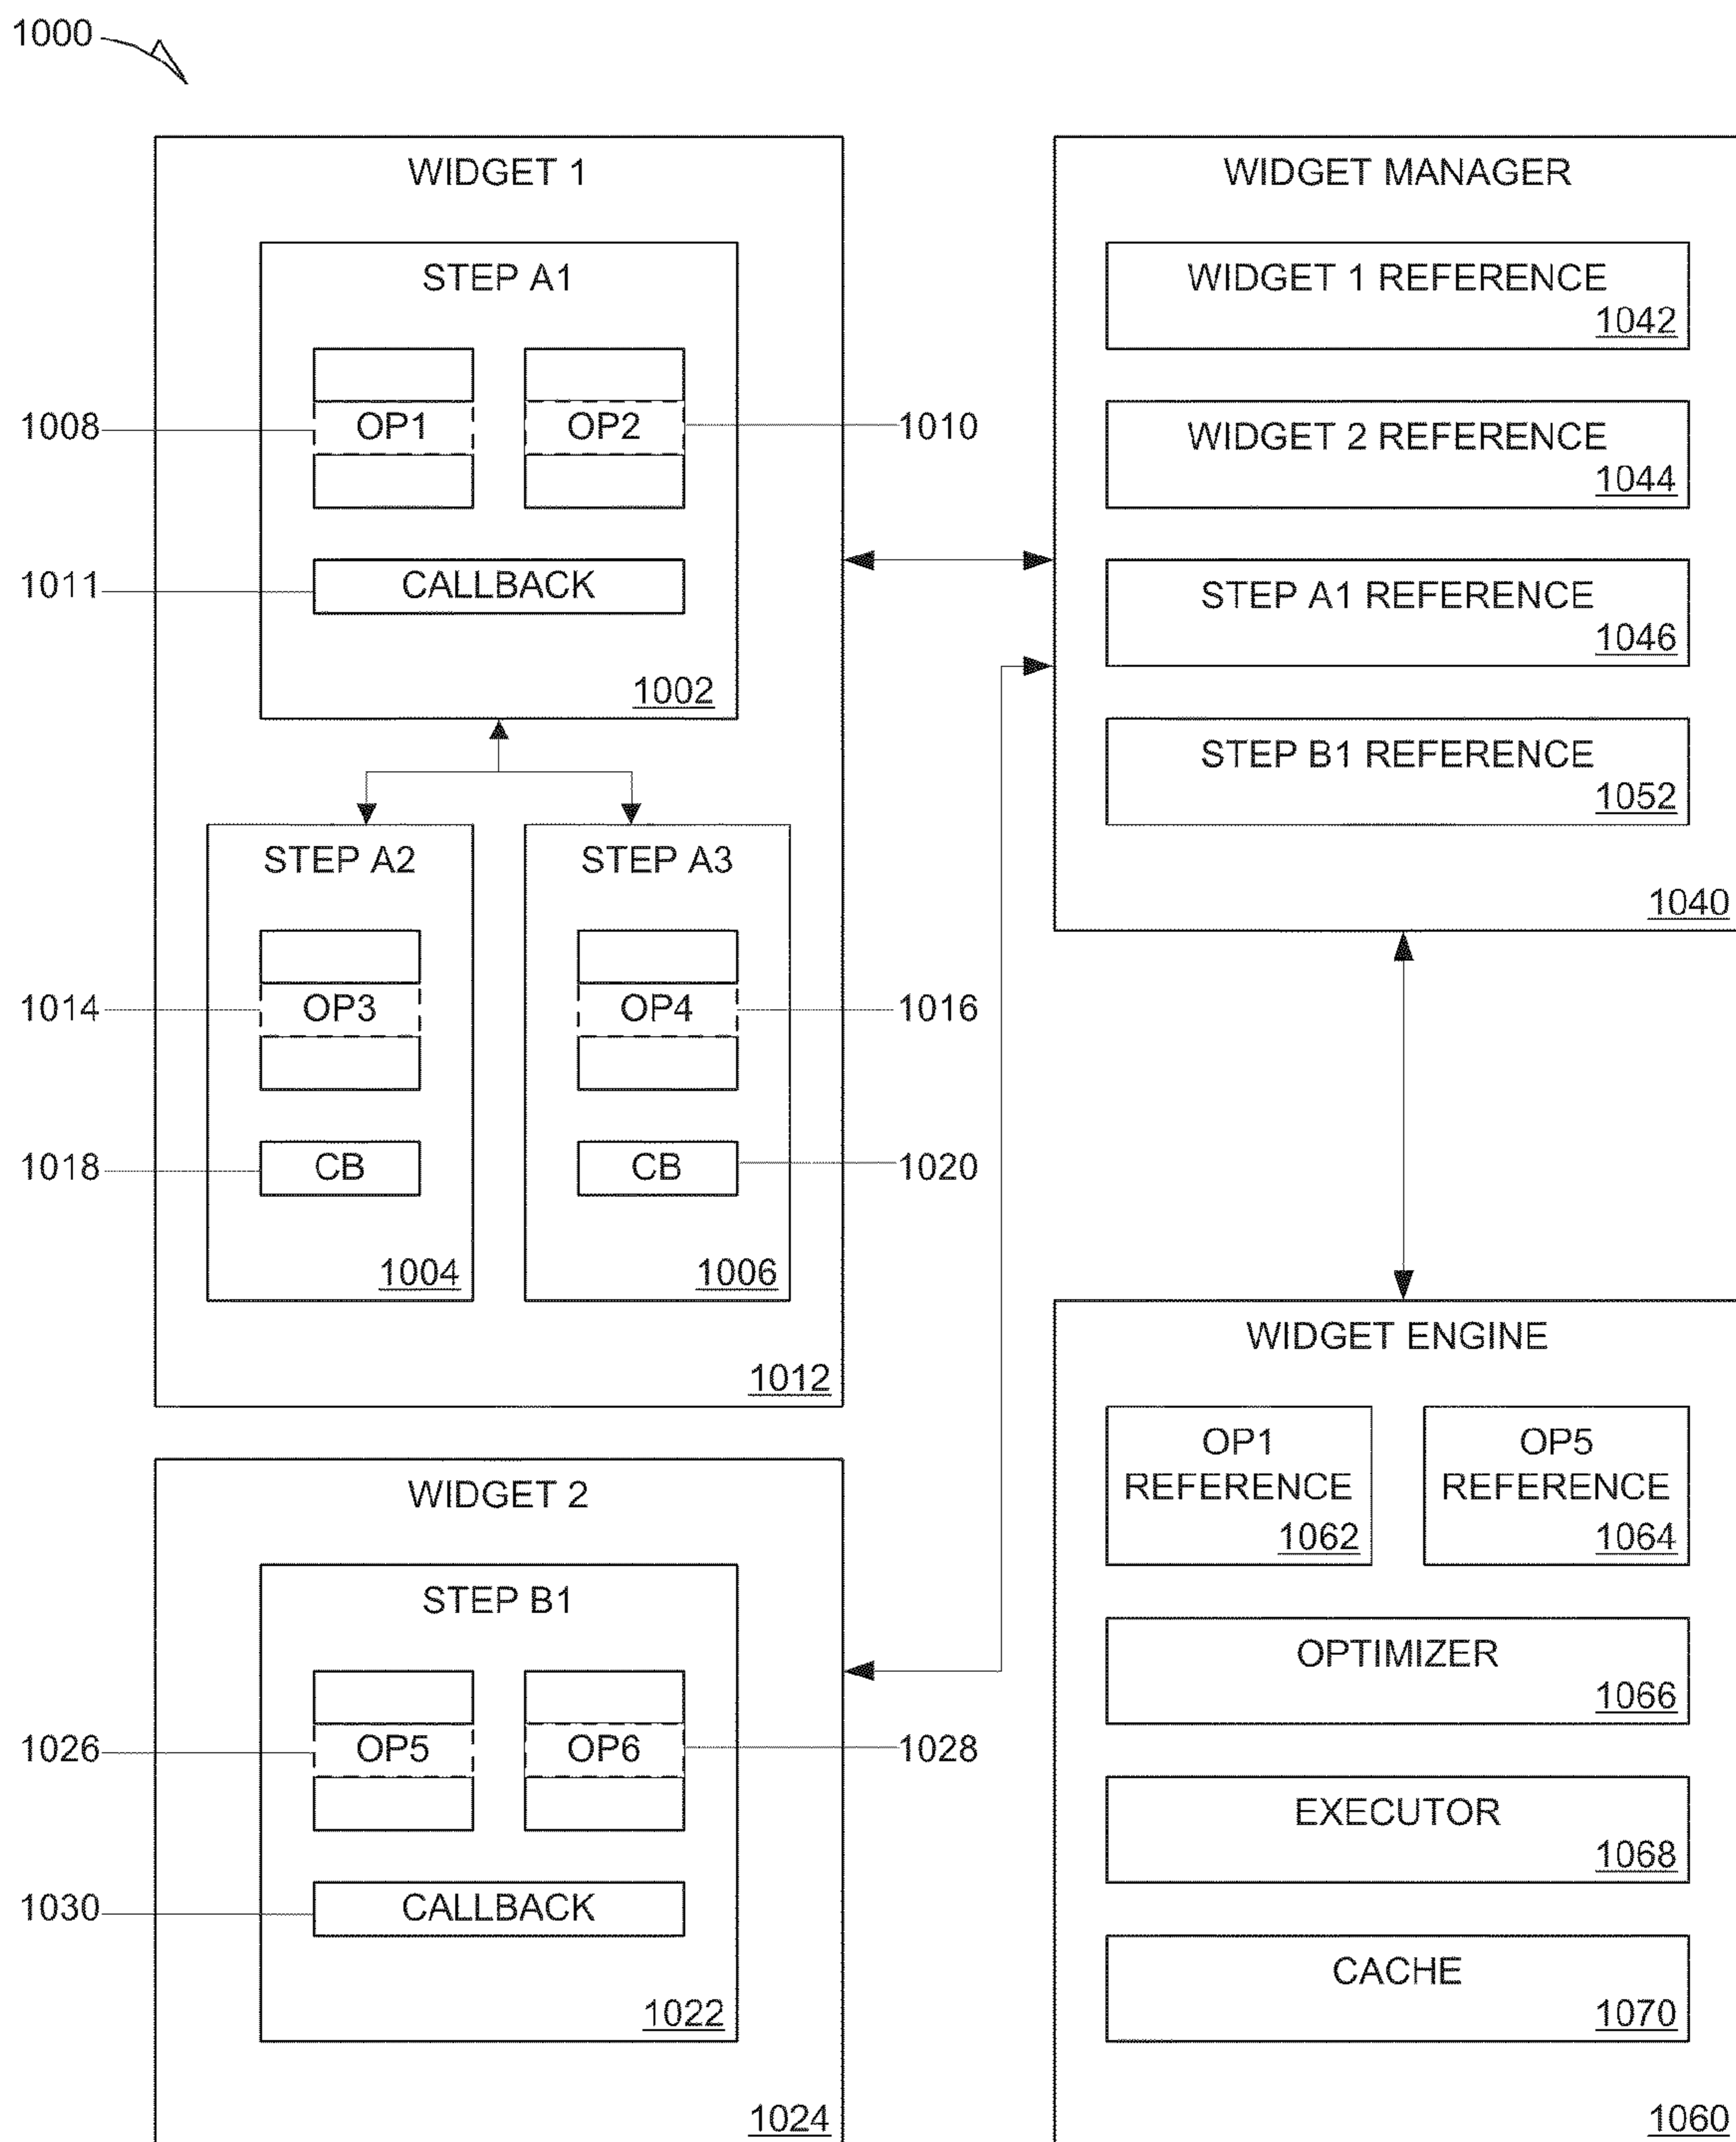 1000
WIDGET 1
STEP A1
1008
OP1
OP2
1010
1011
CALLBACK
1002
STEP A2
STEP A3
1014
OP3
OP4
1016
1018
CB
CB
1020
1004
1006
1012
WIDGET 2
STEP B1
1026
OP5
OP6
1028
1030
CALLBACK
1022
1024
WIDGET MANAGER
WIDGET 1 REFERENCE
1042
WIDGET 2 REFERENCE
1044
STEP A1 REFERENCE
1046
STEP B1 REFERENCE
1052
1040
WIDGET ENGINE
OP1
REFERENCE
1062
OP5
REFERENCE
1064
OPTIMIZER
1066
EXECUTOR
1068
CACHE
1070
1060